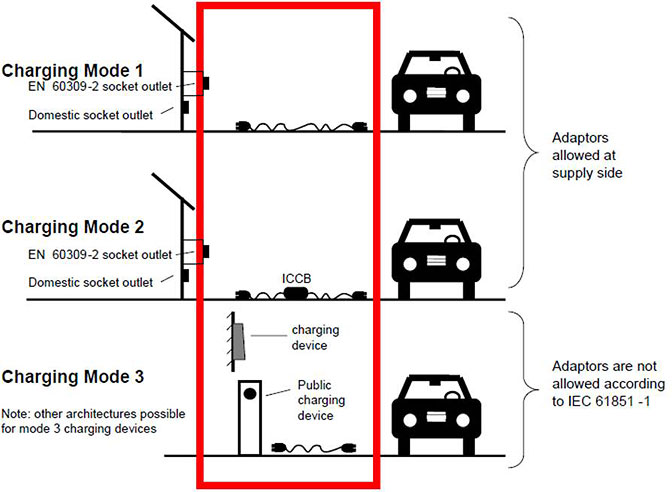 Charging Mode 1
EN 60309-2 socket outlet
Domestic socket outlet
Adaptors
allowed at
supply side
Charging Mode 2
EN 60309-2 socket outlet
Domestic socket outlet
ICCB
charging
device
Charging Mode 3
Note: other architectures possible
for mode 3 charging devices
Public
charging
device
Adaptors are not
allowed according
to IEC 61851 -1